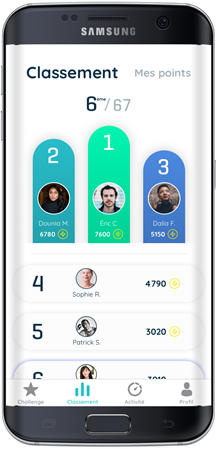 SAMSUNG
Classement Mes points
6ème/67
2
1
3
Dounia M.
6780
Éric C.
7600
Dalia F.
5150
4
Sophie R.
4790
5
Patrick S.
3020
6
Challenge Classement Activité Profil